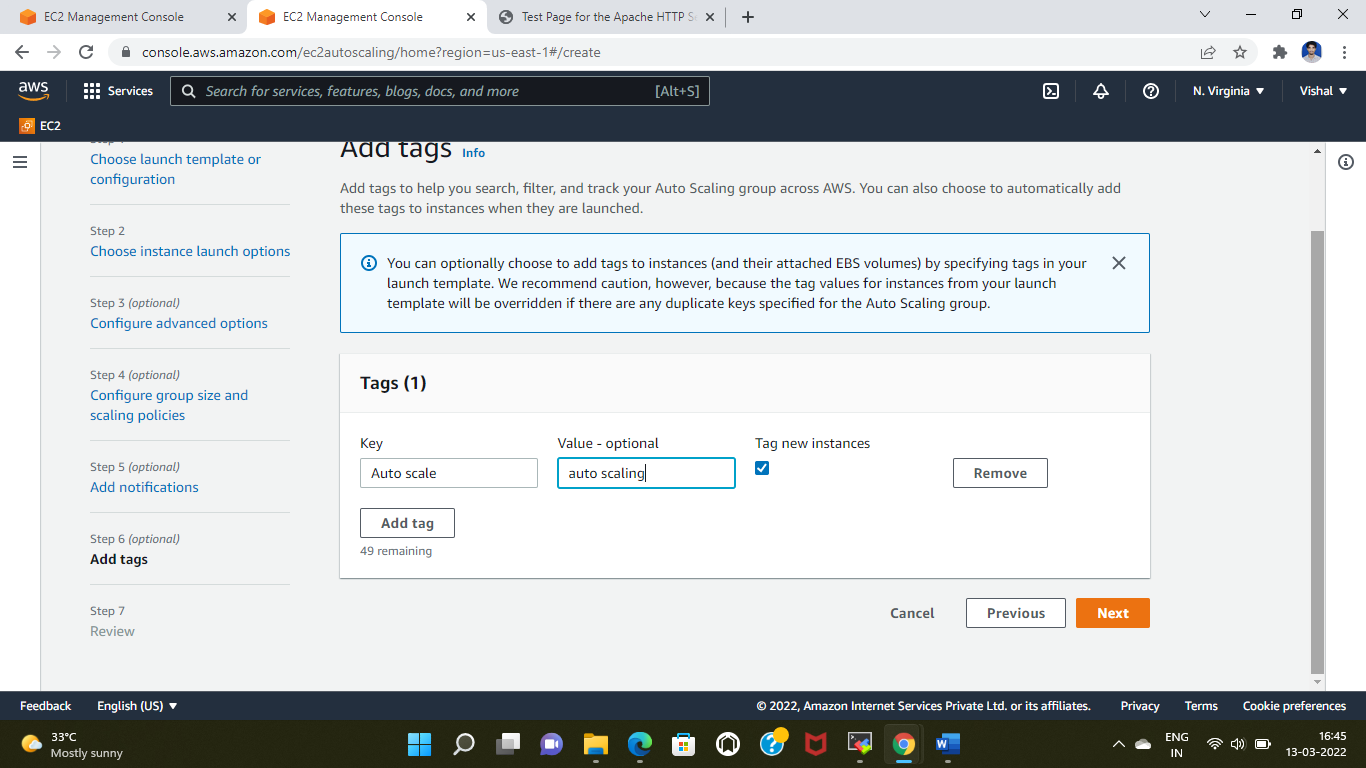 EC2 Management Console
EC2 Management Console
Test Page for the Apache HTTP S
console.aws.amazon.com/ec2autoscaling/home?region=us-east-1#/create
aws
Services
Search for services, features, blogs, docs, and more
[Alt+S]
N. Virginia
Vishal
EC2
Choose launch template or
configuration
Step 2
Choose instance launch options
Step 3 (optional)
Configure advanced options
Step 4 (optional)
Configure group size and
scaling policies
Step 5 (optional)
Add notifications
Step 6 (optional)
Add tags
Step 7
Review
Add tags Info
Add tags to help you search, filter, and track your Auto Scaling group across AWS. You can also choose to automatically add
these tags to instances when they are launched.
You can optionally choose to add tags to instances (and their attached EBS volumes) by specifying tags in your
launch template. We recommend caution, however, because the tag values for instances from your launch
template will be overridden if there are any duplicate keys specified for the Auto Scaling group.
Tags (1)
Key
Value - optional
Tag new instances
Auto scale
auto scaling
Remove
Add tag
49 remaining
Cancel
Previous
Next
Feedback
English (US)
© 2022, Amazon Internet Services Private Ltd. or its affiliates.
Privacy
Terms
Cookie preferences
33°C
Mostly sunny
ENG
IN
16:45
13-03-2022